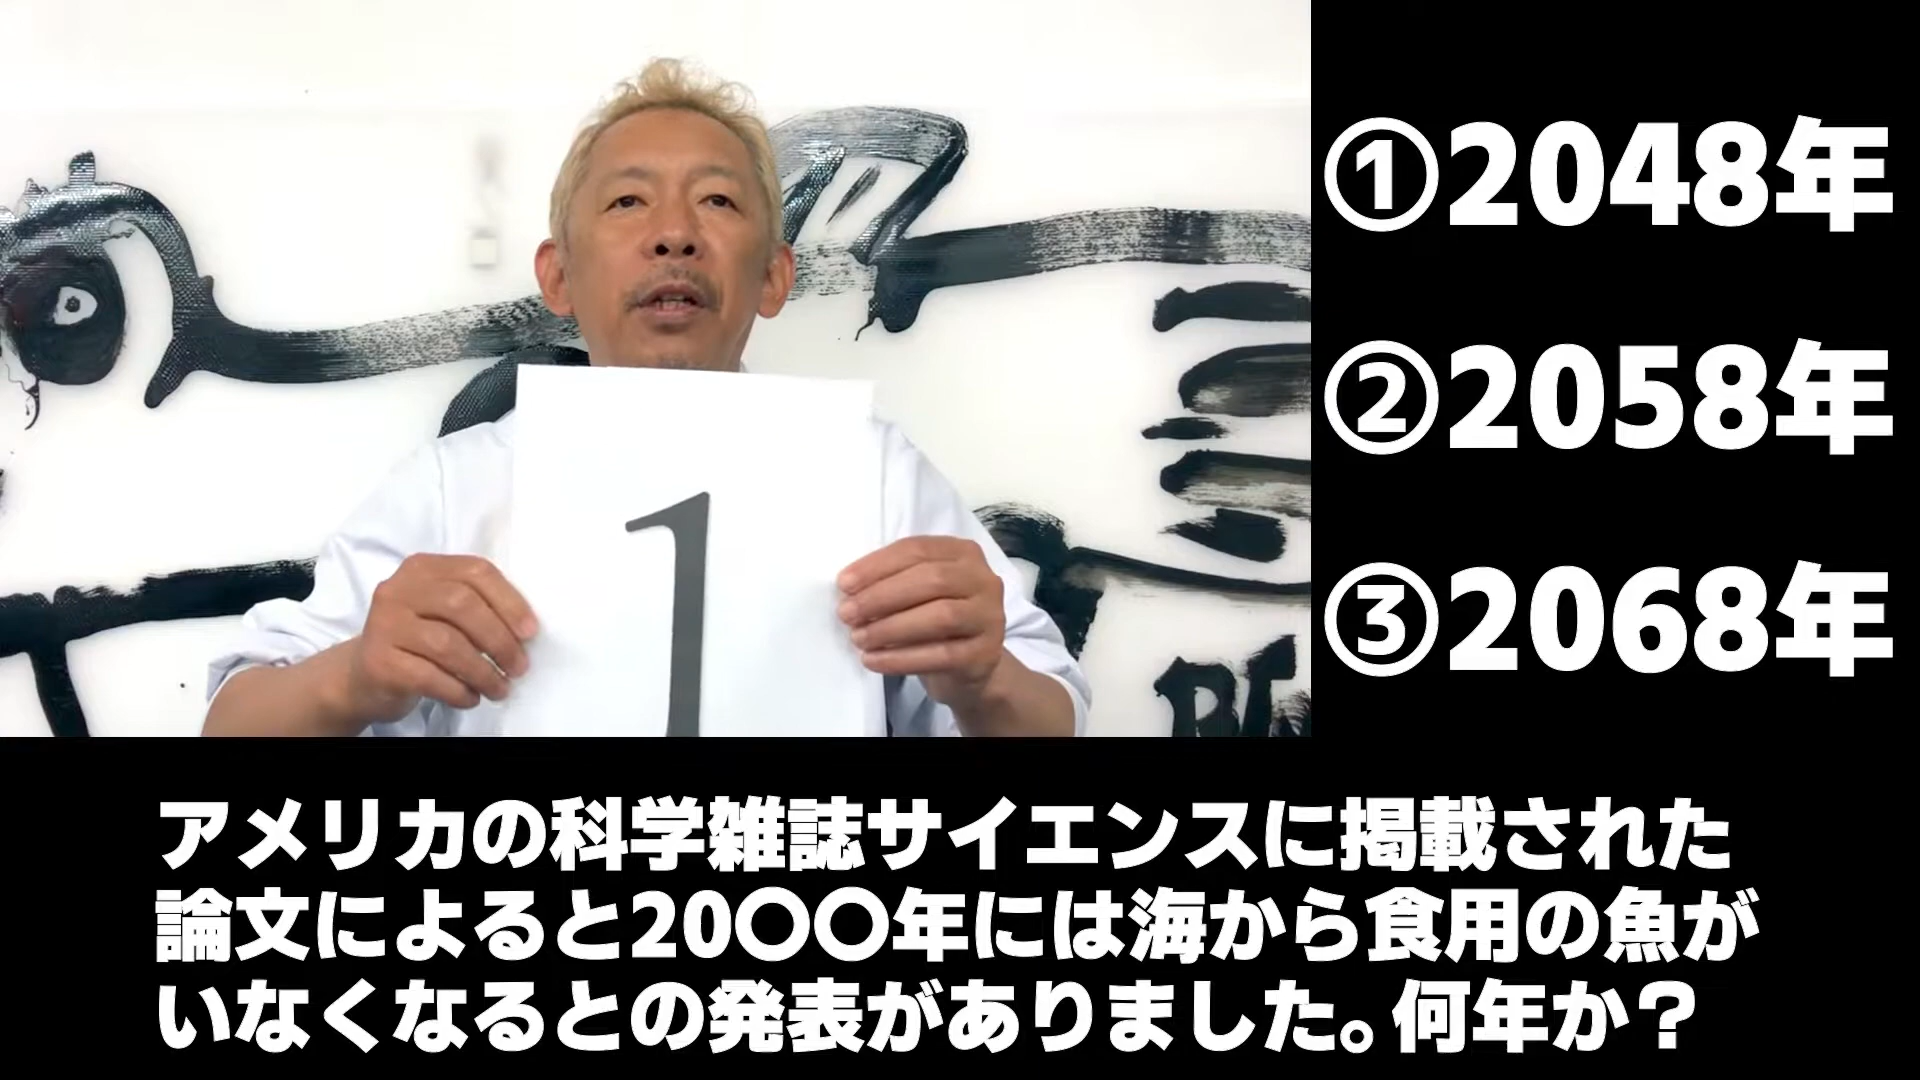 ①2048年
②2058年
③2068年
1
アメリカの科学雑誌サイエンスに掲載された
論文によると20〇〇年には海から食用の魚が
いなくなるとの発表がありました。何年か？